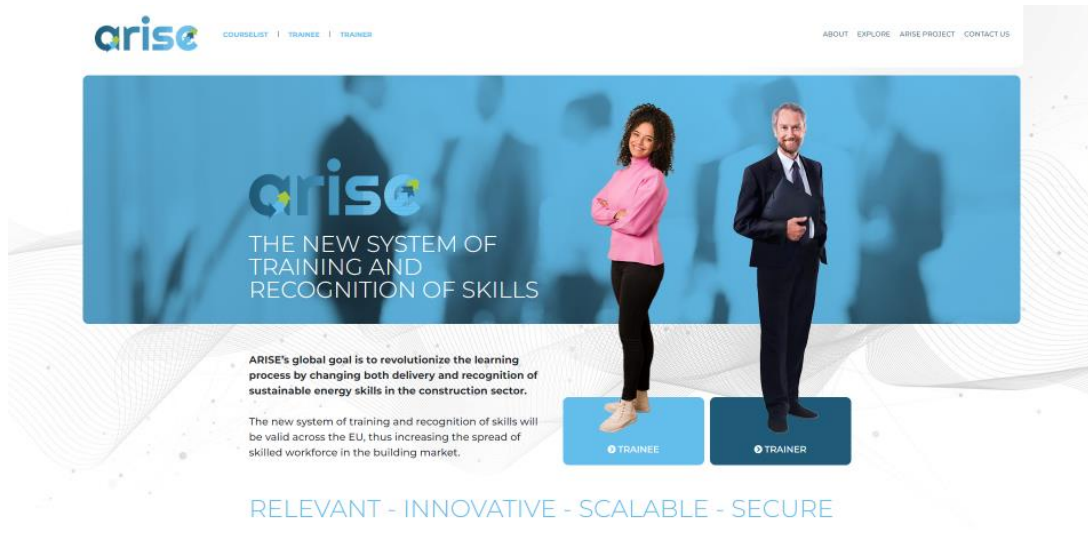 arise
COURSELIST | TRAINEE | TRAINER
ABOUT EXPLORE ARISE PROJECT CONTACT US
arise
THE NEW SYSTEM OF
TRAINING AND
RECOGNITION OF SKILLS
ARISE's global goal is to revolutionize the learning
process by changing both delivery and recognition of
sustainable energy skills in the construction sector.
The new system of training and recognition of skills will
be valid across the EU, thus increasing the spread of
skilled workforce in the building market.
TRAINEE
TRAINER
RELEVANT - INNOVATIVE - SCALABLE - SECURE